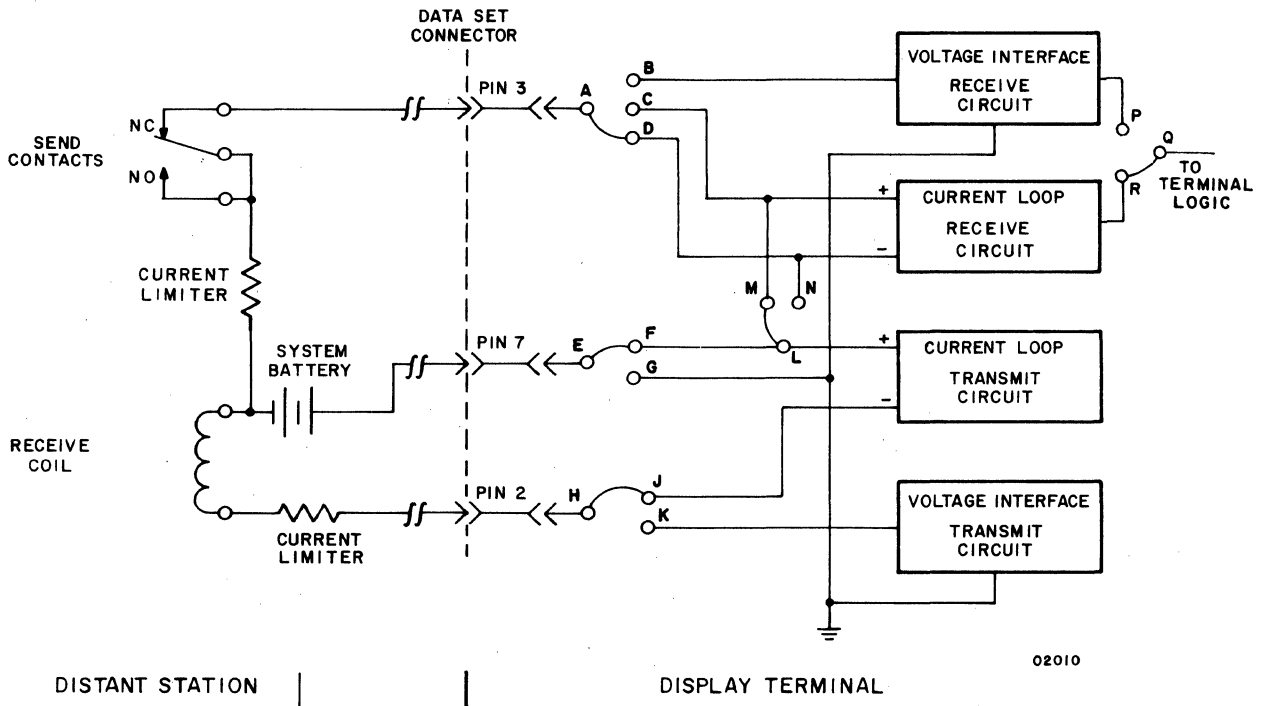 DATA SET
CONNECTOR
PIN 3
A
B
C
D
VOLTAGE INTERFACE
RECEIVE
CIRCUIT
P
Q
R
TO
TERMINAL
LOGIC
SEND
CONTACTS
NC
NO
+
CURRENT LOOP
RECEIVE
CIRCUIT
-
CURRENT
LIMITER
M
N
L
SYSTEM
BATTERY
PIN 7
E
F
G
+
CURRENT LOOP
TRANSMIT
CIRCUIT
-
RECEIVE
COIL
CURRENT
LIMITER
PIN 2
H
J
K
VOLTAGE INTERFACE
TRANSMIT
CIRCUIT
02010
DISTANT STATION
DISPLAY TERMINAL